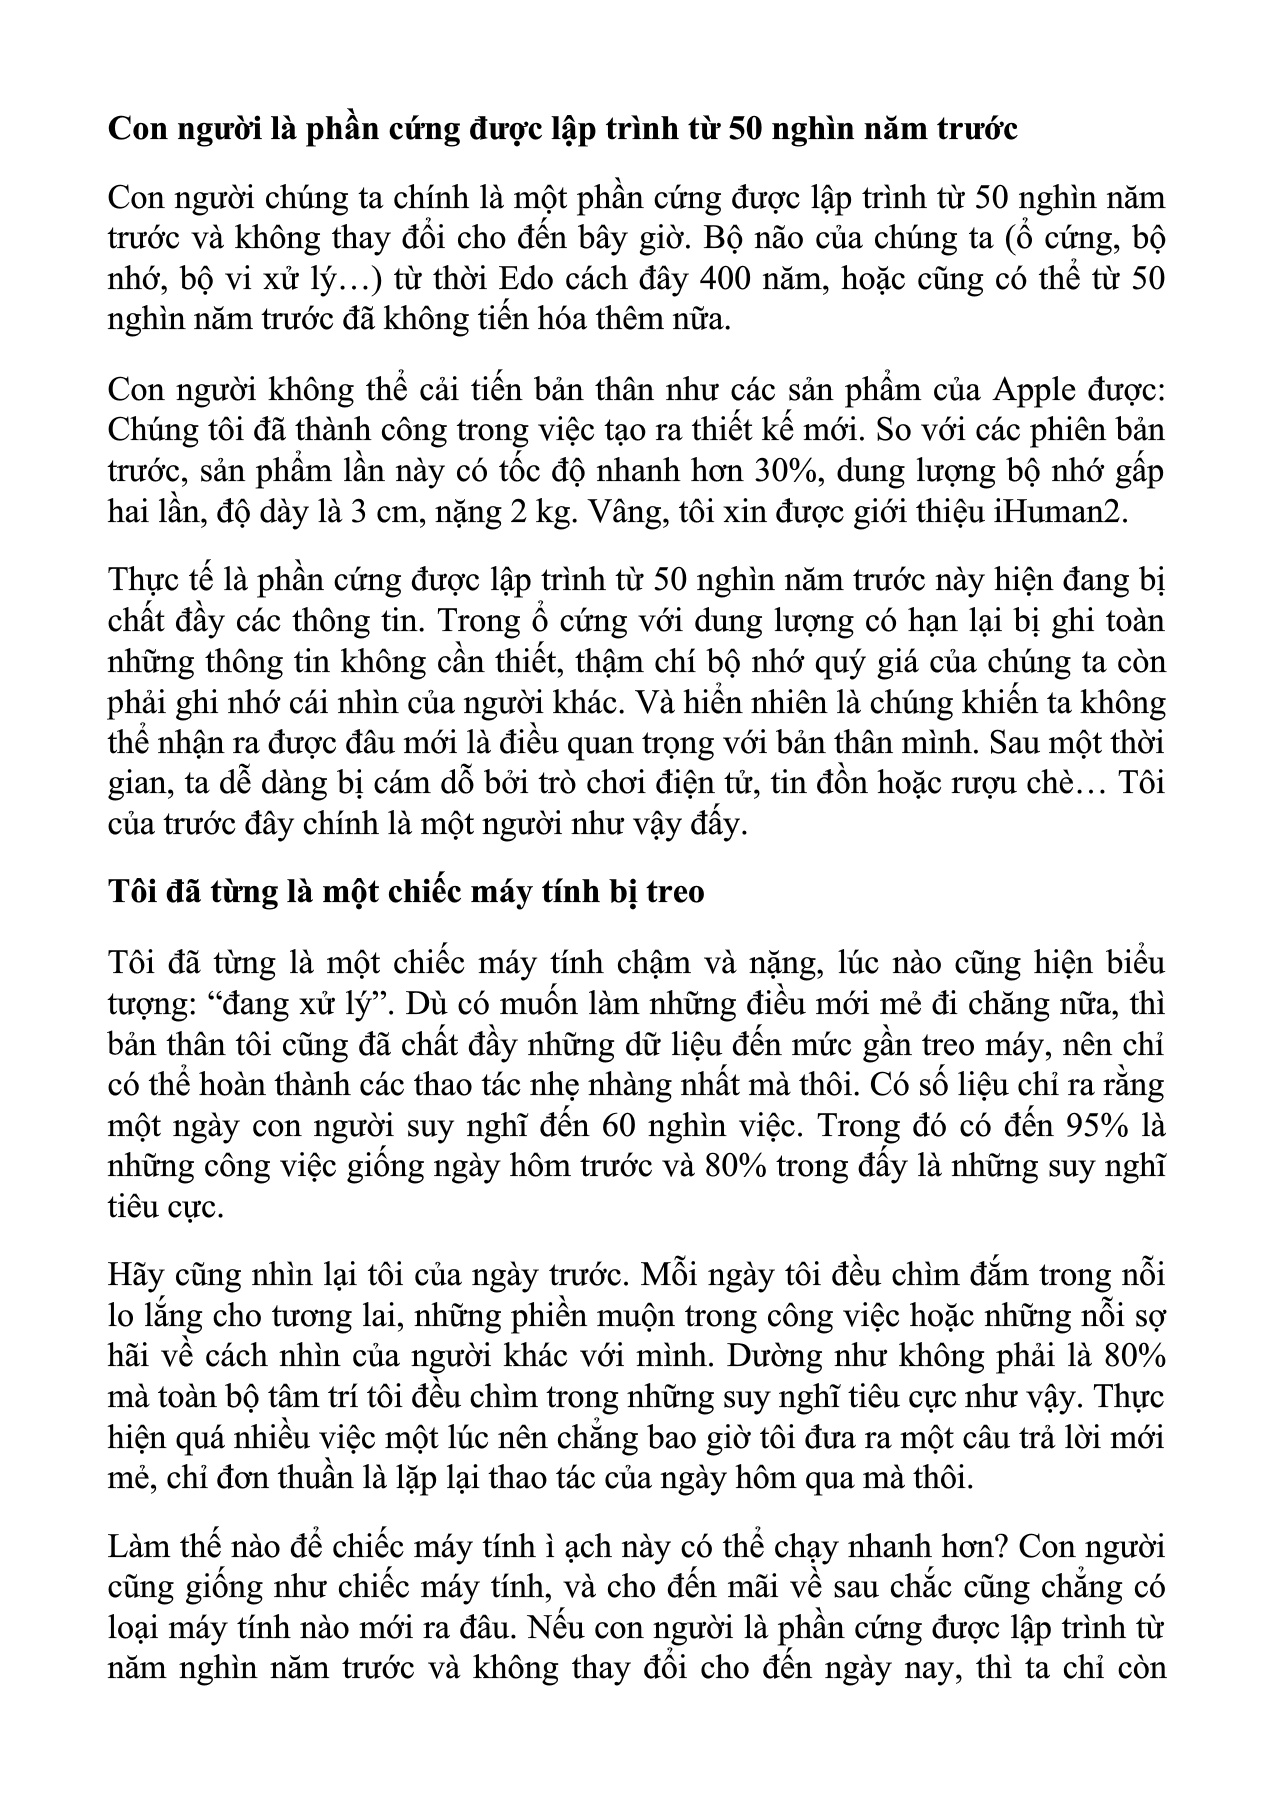 Con người là phần cứng được lập trình từ 50 nghìn năm trước
Con người chúng ta chính là một phần cứng được lập trình từ 50 nghìn năm
trước và không thay đổi cho đến bây giờ. Bộ não của chúng ta (ổ cứng, bộ
nhớ, bộ vi xử lý…) từ thời Edo cách đây 400 năm, hoặc cũng có thể từ 50
nghìn năm trước đã không tiến hóa thêm nữa.
Con người không thể cải tiến bản thân như các sản phẩm của Apple được:
Chúng tôi đã thành công trong việc tạo ra thiết kế mới. So với các phiên bản
trước, sản phẩm lần này có tốc độ nhanh hơn 30%, dung lượng bộ nhớ gấp
hai lần, độ dày là 3 cm, nặng 2 kg. Vâng, tôi xin được giới thiệu iHuman2.
Thực tế là phần cứng được lập trình từ 50 nghìn năm trước này hiện đang bị
chất đầy các thông tin. Trong ổ cứng với dung lượng có hạn lại bị ghi toàn
những thông tin không cần thiết, thậm chí bộ nhớ quý giá của chúng ta còn
phải ghi nhớ cái nhìn của người khác. Và hiển nhiên là chúng khiến ta không
thể nhận ra được đâu mới là điều quan trọng với bản thân mình. Sau một thời
gian, ta dễ dàng bị cám dỗ bởi trò chơi điện tử, tin đồn hoặc rượu chè… Tôi
của trước đây chính là một người như vậy đấy.
Tôi đã từng là một chiếc máy tính bị treo
Tôi đã từng là một chiếc máy tính chậm và nặng, lúc nào cũng hiện biểu
tượng: “đang xử lý”. Dù có muốn làm những điều mới mẻ đi chăng nữa, thì
bản thân tôi cũng đã chất đầy những dữ liệu đến mức gần treo máy, nên chỉ
có thể hoàn thành các thao tác nhẹ nhàng nhất mà thôi. Có số liệu chỉ ra rằng
một ngày con người suy nghĩ đến 60 nghìn việc. Trong đó có đến 95% là
những công việc giống ngày hôm trước và 80% trong đấy là những suy nghĩ
tiêu cực.
Hãy cũng nhìn lại tôi của ngày trước. Mỗi ngày tôi đều chìm đắm trong nỗi
lo lắng cho tương lai, những phiền muộn trong công việc hoặc những nỗi sợ
hãi về cách nhìn của người khác với mình. Dường như không phải là 80%
mà toàn bộ tâm trí tôi đều chìm trong những suy nghĩ tiêu cực như vậy. Thực
hiện quá nhiều việc một lúc nên chẳng bao giờ tôi đưa ra một câu trả lời mới
mẻ, chỉ đơn thuần là lặp lại thao tác của ngày hôm qua mà thôi.
Làm thế nào để chiếc máy tính ì ạch này có thể chạy nhanh hơn? Con người
cũng giống như chiếc máy tính, và cho đến mãi về sau chắc cũng chẳng có
loại máy tính nào mới ra đâu. Nếu con người là phần cứng được lập trình từ
năm nghìn năm trước và không thay đổi cho đến ngày nay, thì ta chỉ còn